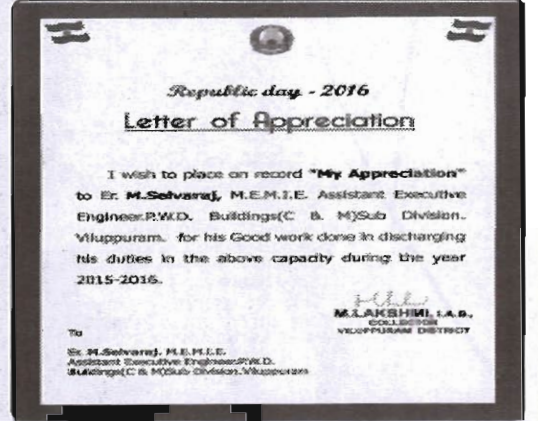 Republic day - 2016
Letter of Appreciation
I wish to place on record "My Appreciation"
to Er. M.Selvaraj, M.E.M.I.E. Assistant Executive
Engineer.P.W.D. Buildings(C & M)Sub Division.
Viluppuram. for his Good work done in discharging
his duties in the above capacity during the year
2015-2016.
M.LAKSHMI, I.A.S.,
COLLECTOR
VILUPPURAM DISTRICT
To
Er. M.Selvaraj, M.E.M.I.E.
Assistant Executive Engineer.P.W.D.
Buildings(C & M)Sub Division.Viluppuram